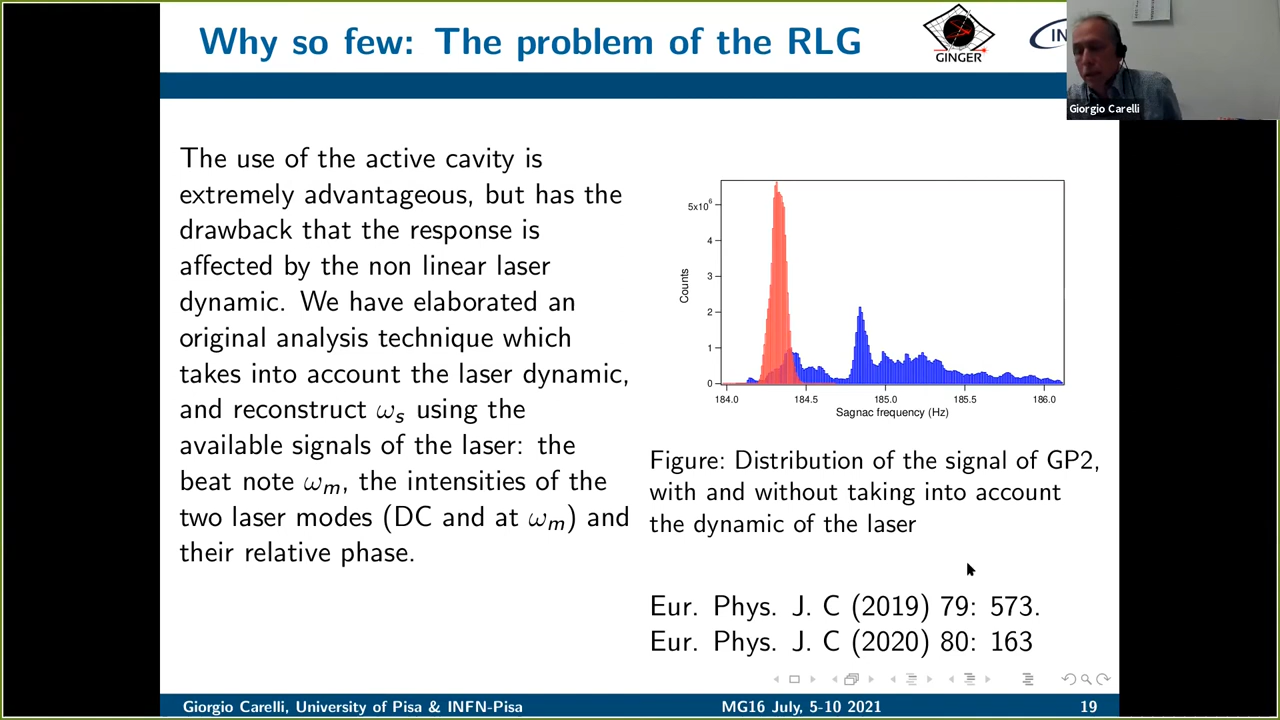 Why so few: The problem of the RLG
GINGER
IN
Giorgio Carelli
The use of the active cavity is
extremely advantageous, but has the
drawback that the response is
affected by the non linear laser
dynamic. We have elaborated an
original analysis technique which
takes into account the laser dynamic,
and reconstruct ωs using the
available signals of the laser: the
beat note ωm, the intensities of the
two laser modes (DC and at ωm) and
their relative phase.
5x10⁶
4
3
2
1
0
Counts
184.0 184.5 185.0 185.5 186.0
Sagnac frequency (Hz)
Figure: Distribution of the signal of GP2,
with and without taking into account
the dynamic of the laser
Eur. Phys. J. C (2019) 79: 573.
Eur. Phys. J. C (2020) 80: 163
Giorgio Carelli, University of Pisa & INFN-Pisa MG16 July, 5-10 2021 19